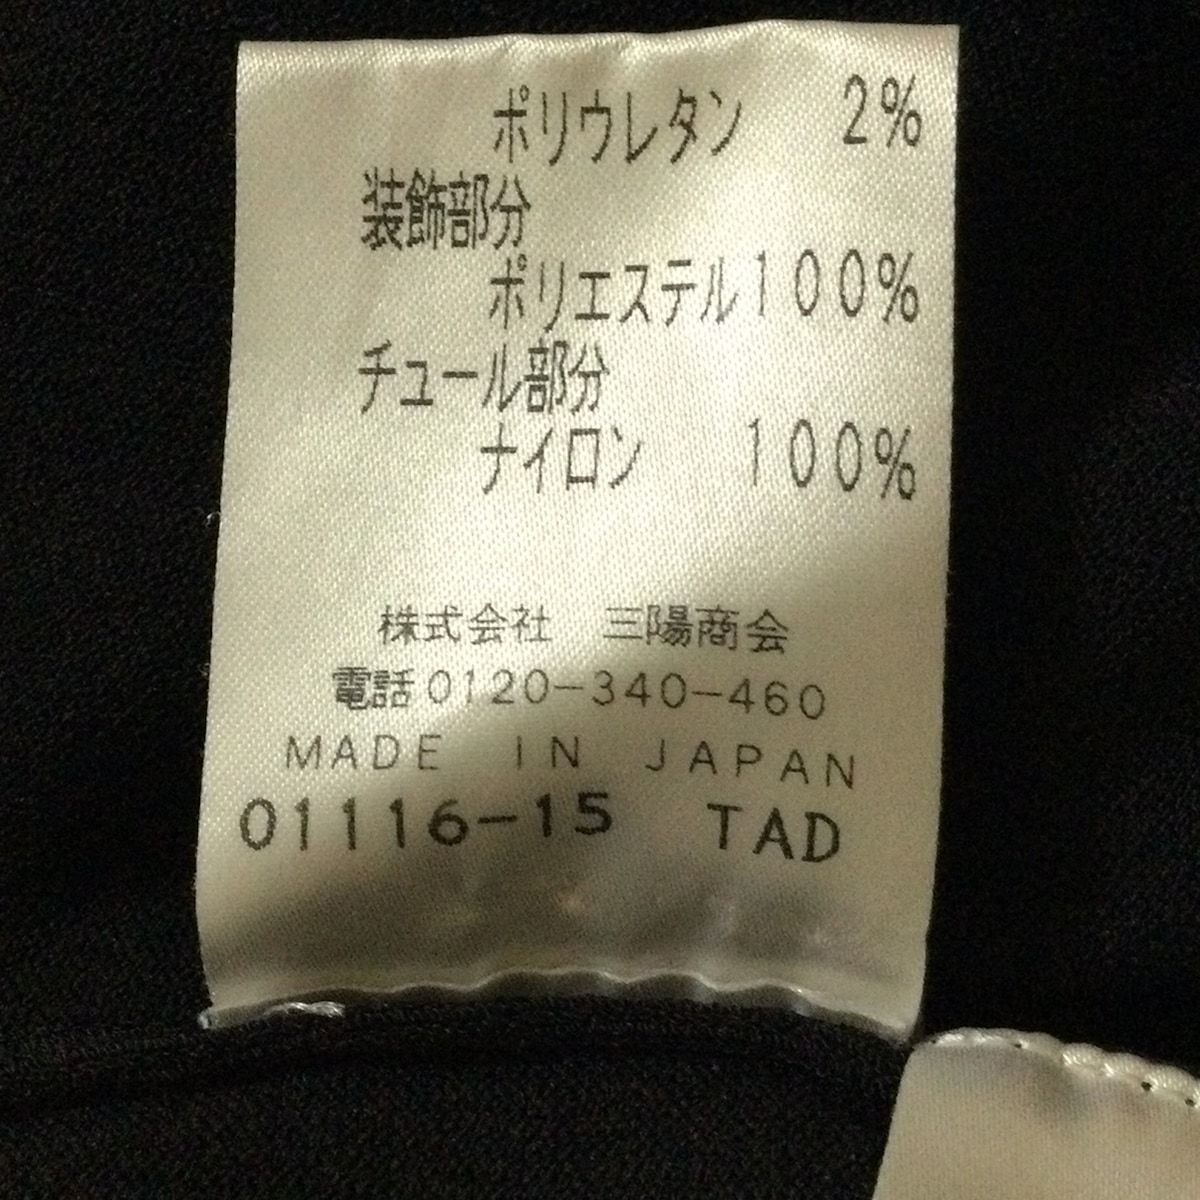 ポリウレタン 2%
装飾部分
ポリエステル100%
チュール部分
ナイロン 100%
株式会社 三陽商会
電話0120-340-460
MADE IN JAPAN
01116-15 TAD